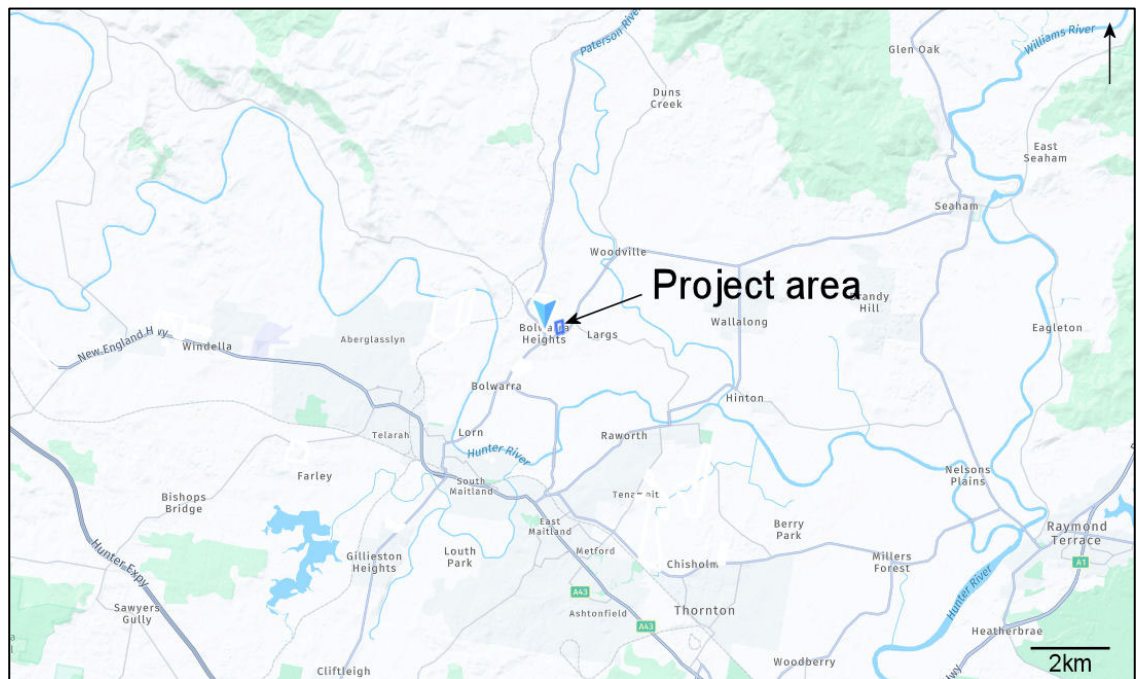 Paterson River
Williams River
Glen Oak
Duns
Creek
East
Seaham
Seaham
Woodville
Project area
Brandy
Hill
Bolwarra
Heights
Largs
Wallalong
Eagleton
New England Hwy
Windella
Aberglasslyn
Bolwarra
Hinton
Telarah
Lorn
Hunter River
Raworth
Farley
South
Maitland
Nelsons
Plains
Bishops
Bridge
East
Maitland
Metford
Berry
Park
Raymond
Terrace
Hunter Expy
Gillieston
Heights
Louth
Park
Chisholm
Millers
Forest
A1
Hunter River
A43
Sawyers
Gully
Ashtonfield
Thornton
A43
Heatherbrae
Cliftleigh
Woodberry
2km